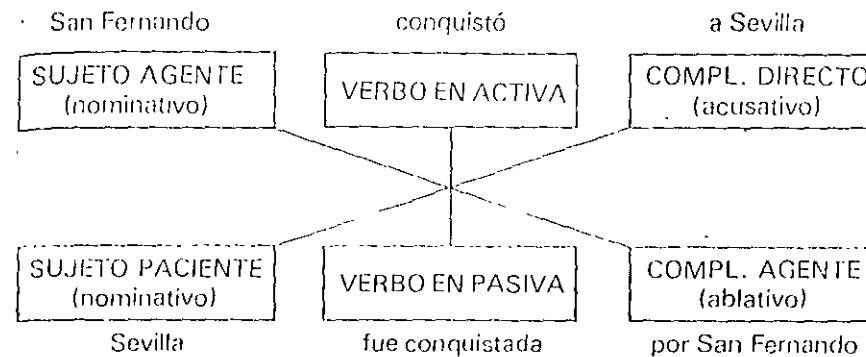 San Fernando conquistó a Sevilla
SUJETO AGENTE VERBO EN ACTIVA COMPL. DIRECTO
(nominativo) (acusativo)
SUJETO PACIENTE VERBO EN PASIVA COMPL. AGENTE
(nominativo) (ablativo)
Sevilla fue conquistada por San Fernando